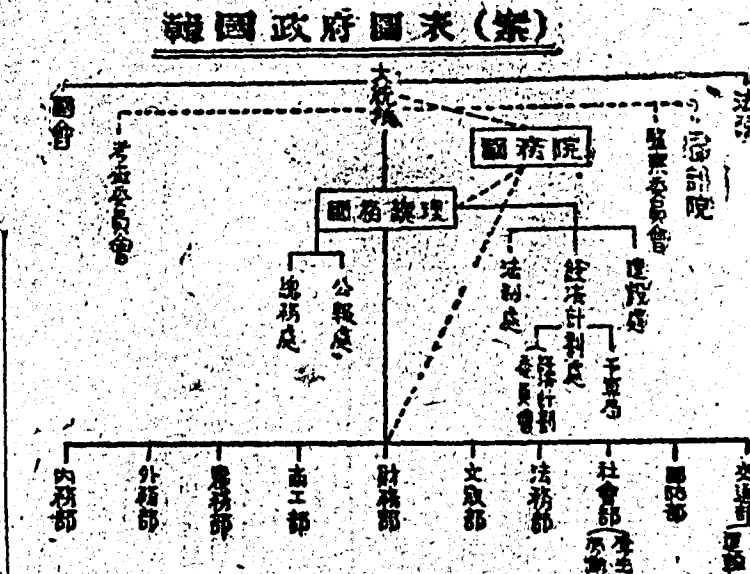 韓國政府圖表(案)
大統領
國會
考試委員會
國務院
監察委員會
國務總理
總務處
公報處
法制處
經濟計劃處
建設處
經濟計劃
委員會
內務部
外務部
農務部
商工部
財務部
文敎部
法務部
社會部
國防部
交通部